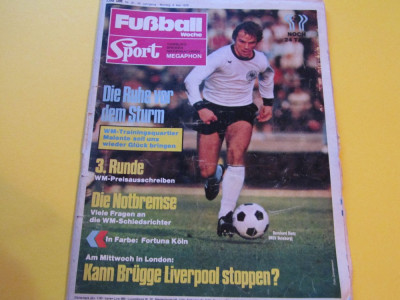 Fußball
Woche
Sport
MEGAPHON
NOCH
Die Ruhe vor
dem Sturm
WM-Trainingsquartier
Malente soll uns
wieder Glück bringen
3. Runde
WM-Preisausschreiben
Die Notbremse
Viele Fragen an
die WM-Schiedsrichter
In Farbe: Fortuna Köln
Am Mittwoch in London:
Kann Brügge Liverpool stoppen?